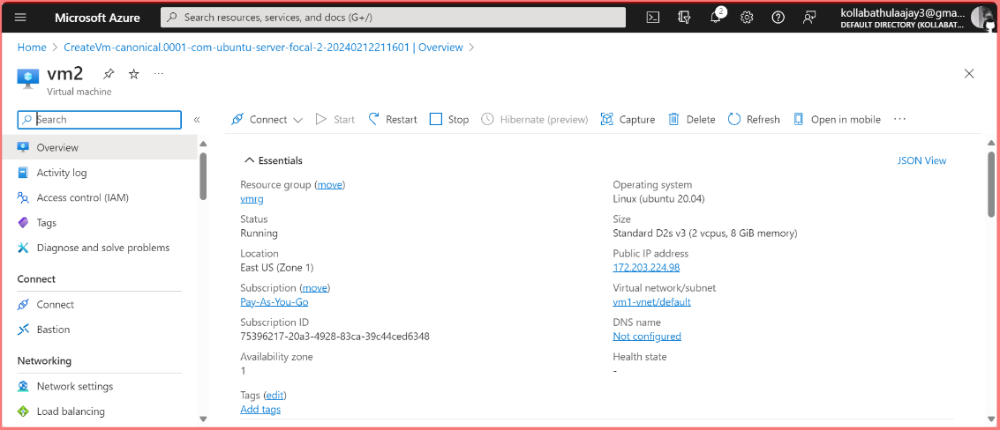 Microsoft Azure
Search resources, services, and docs (G+/)
2
kollabathulaajay3@gma...
DEFAULT DIRECTORY (KOLLABAT...
Home > CreateVm-canonical.0001-com-ubuntu-server-focal-2-20240212211601 | Overview >
vm2
Virtual machine
Search
Connect
Start
Restart
Stop
Hibernate (preview)
Capture
Delete
Refresh
Open in mobile
Overview
Activity log
Access control (IAM)
Tags
Diagnose and solve problems
Connect
Connect
Bastion
Networking
Network settings
Load balancing
Essentials
JSON View
Resource group (move)
vmrg
Status
Running
Location
East US (Zone 1)
Subscription (move)
Pay-As-You-Go
Subscription ID
75396217-20a3-4928-83ca-39c44ced6348
Availability zone
1
Tags (edit)
Add tags
Operating system
Linux (ubuntu 20.04)
Size
Standard D2s v3 (2 vcpus, 8 GiB memory)
Public IP address
172.203.224.98
Virtual network/subnet
vm1-vnet/default
DNS name
Not configured
Health state
-